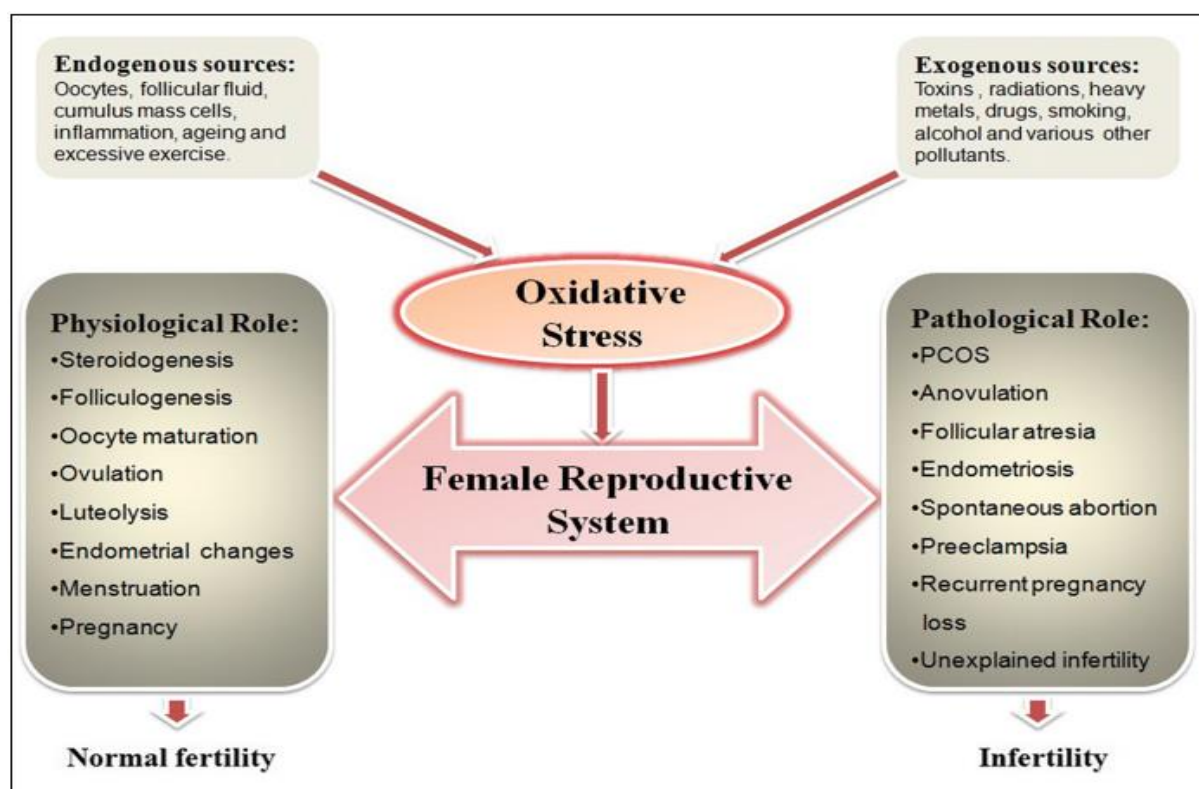 Endogenous sources:
Oocytes, follicular fluid,
cumulus mass cells,
inflammation, ageing and
excessive exercise.
Exogenous sources:
Toxins , radiations, heavy
metals, drugs, smoking,
alcohol and various other
pollutants.
Oxidative
Stress
Physiological Role:
•Steroidogenesis
•Folliculogenesis
•Oocyte maturation
•Ovulation
•Luteolysis
•Endometrial changes
•Menstruation
•Pregnancy
Female Reproductive
System
Pathological Role:
•PCOS
•Anovulation
•Follicular atresia
•Endometriosis
•Spontaneous abortion
•Preeclampsia
•Recurrent pregnancy
loss
•Unexplained infertility
Normal fertility
Infertility